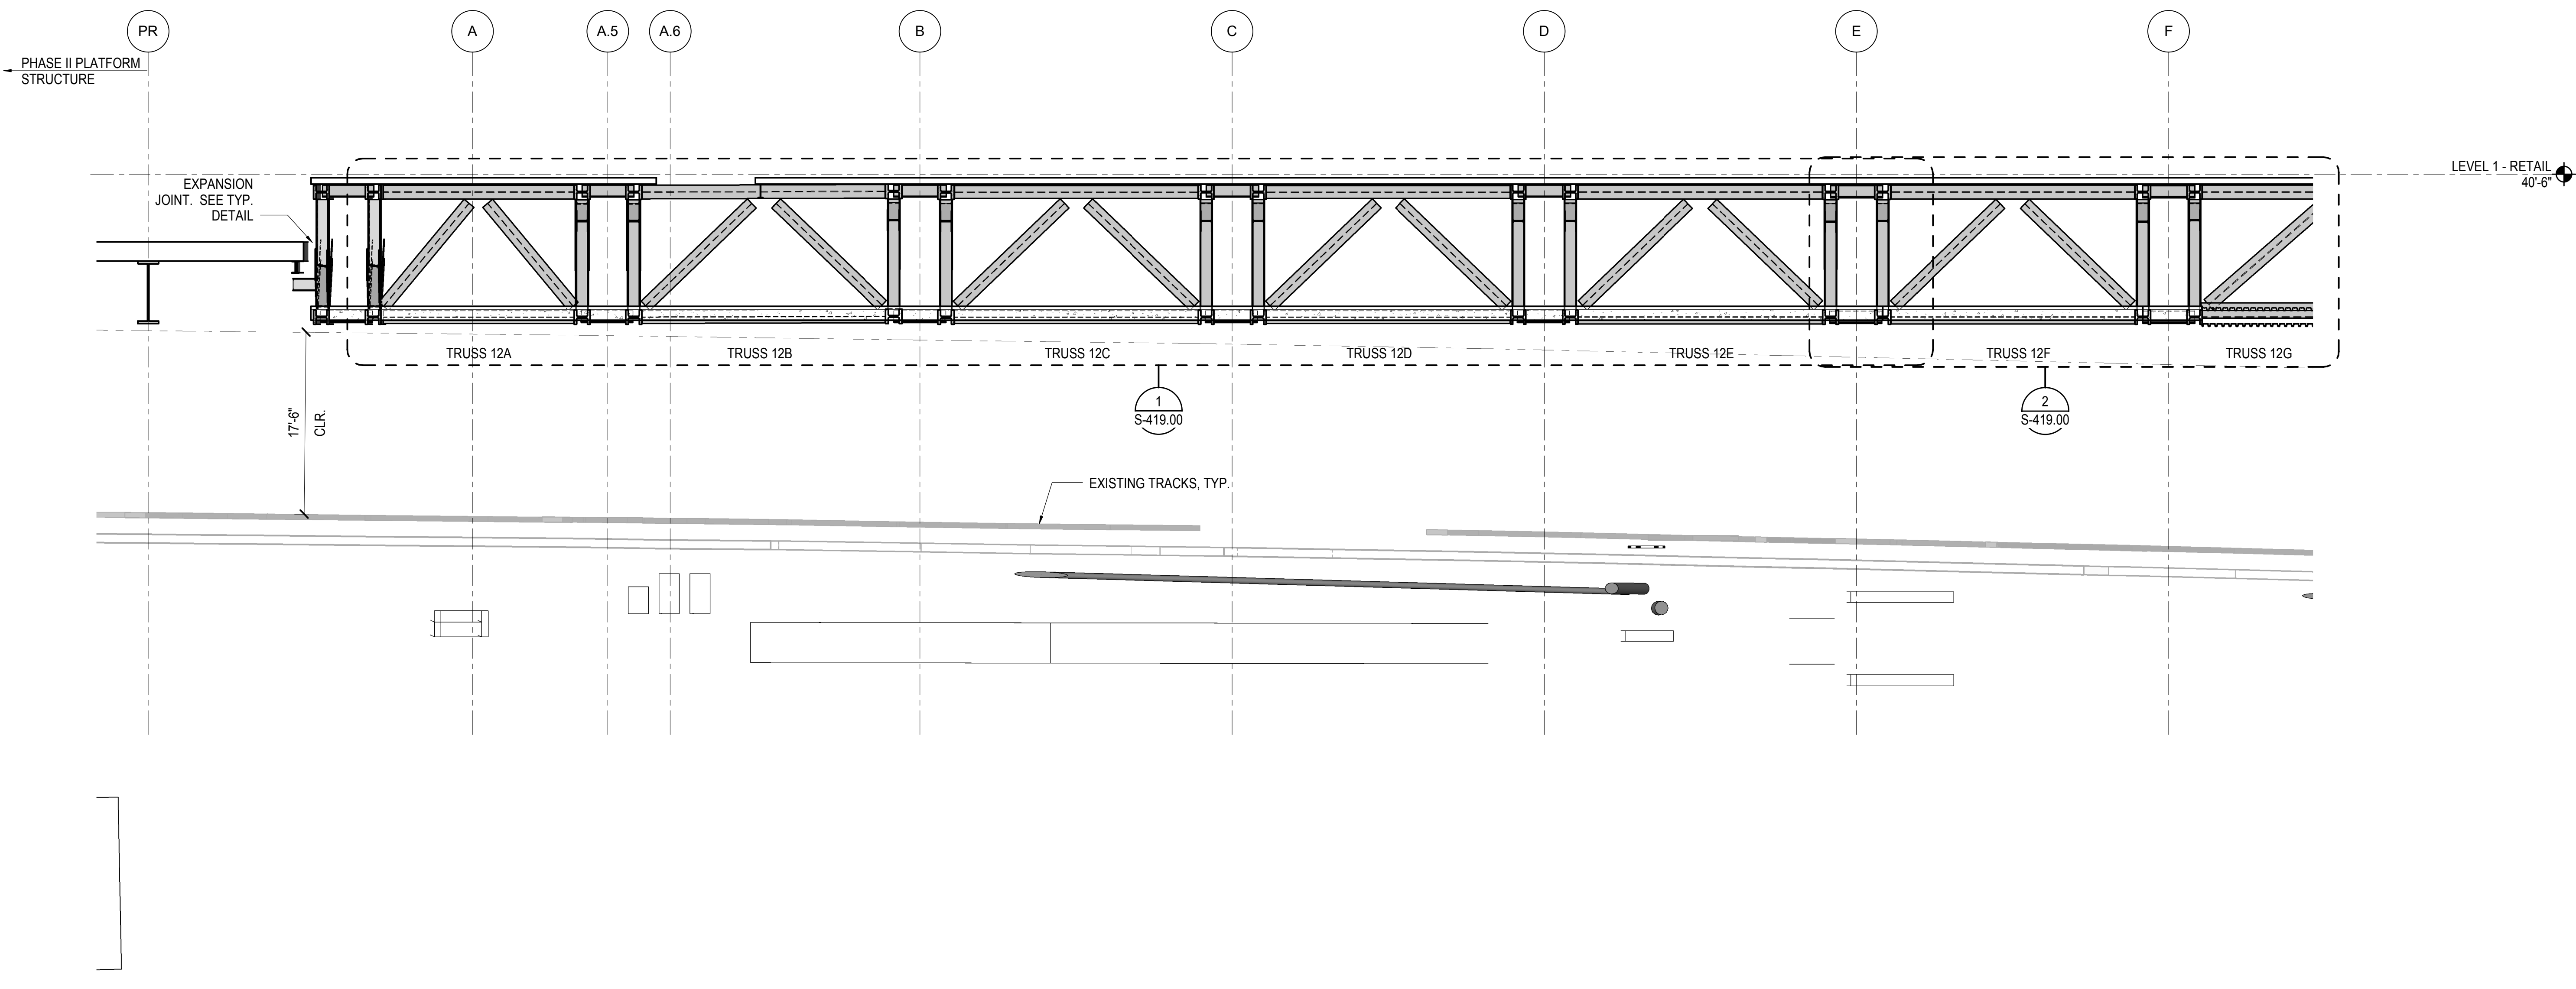 PR
A
A.5
A.6
B
C
D
E
F
PHASE II PLATFORM
STRUCTURE
LEVEL 1 - RETAIL
40'-6"
EXPANSION
JOINT. SEE TYP.
DETAIL
TRUSS 12A
TRUSS 12B
TRUSS 12C
TRUSS 12D
TRUSS 12E
TRUSS 12F
TRUSS 12G
1
S-419.00
2
S-419.00
17'-6"
CLR.
EXISTING TRACKS, TYP.